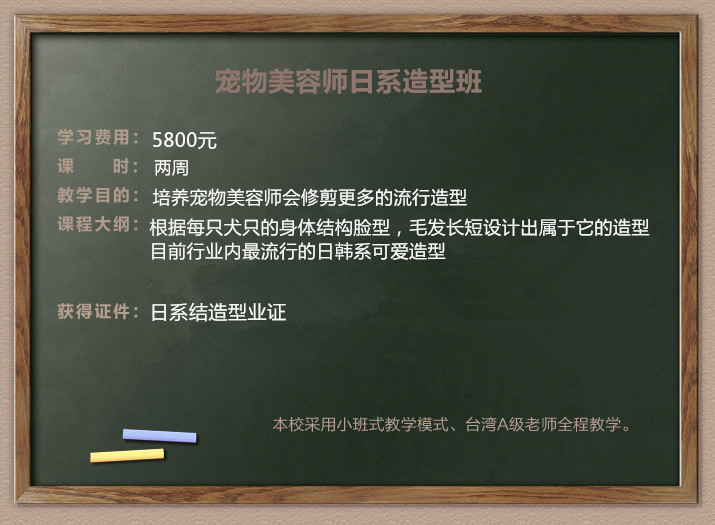 宠物美容师日系造型班
学习费用：5800元
课　　时：两周
教学目的：培养宠物美容师会修剪更多的流行造型
课程大纲：根据每只犬只的身体结构脸型，毛发长短设计出属于它的造型
目前行业内最流行的日韩系可爱造型
获得证件：日系结造型业证
本校采用小班式教学模式、台湾A级老师全程教学。